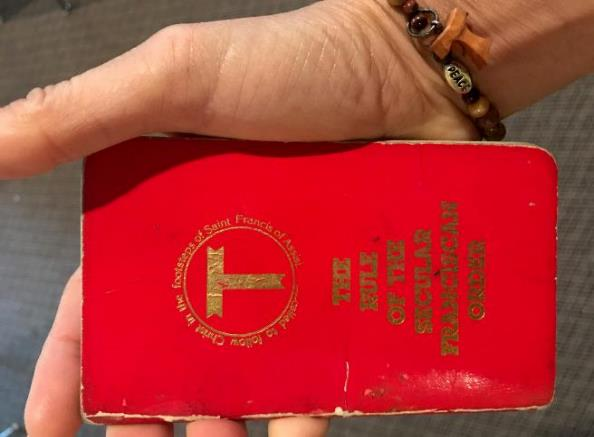 called to follow Christ in the footsteps of Saint Francis of Assisi
THE
RULE
OF THE
SECULAR
FRANCISCAN
ORDER